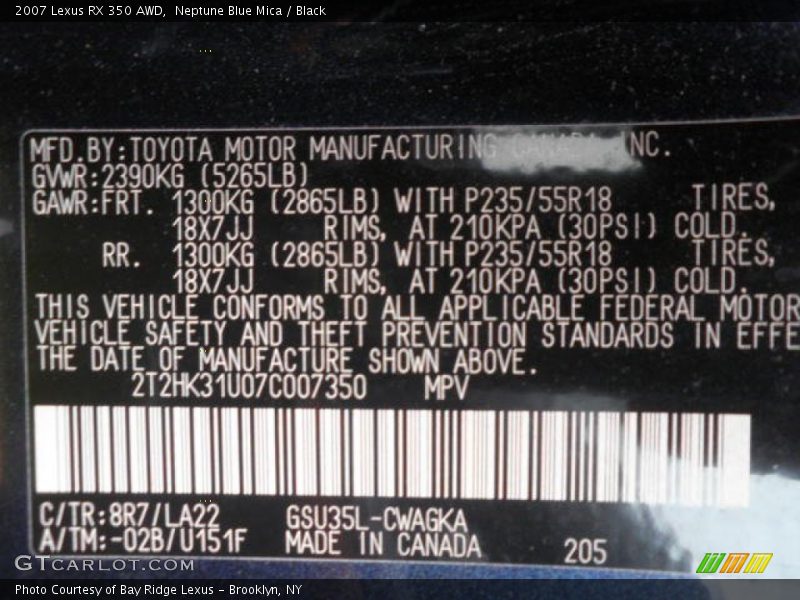 2007 Lexus RX 350 AWD,  Neptune Blue Mica / Black
MFD.BY:TOYOTA MOTOR MANUFACTURING CANADA INC.
GVWR:2390KG (5265LB)
GAWR:FRT. 1300KG (2865LB) WITH P235/55R18 TIRES,
18X7JJ RIMS, AT 210KPA (30PSI) COLD.
RR. 1300KG (2865LB) WITH P235/55R18 TIRES,
18X7JJ RIMS, AT 210KPA (30PSI) COLD.
THIS VEHICLE CONFORMS TO ALL APPLICABLE FEDERAL MOTOR
VEHICLE SAFETY AND THEFT PREVENTION STANDARDS IN EFFE
THE DATE OF MANUFACTURE SHOWN ABOVE.
2T2HK31U07C007350 MPV
C/TR:8R7/LA22 GSU35L-CWAGKA
A/TM:-02B/U151F MADE IN CANADA 205
GTCARLOT.COM
Photo Courtesy of Bay Ridge Lexus - Brooklyn, NY